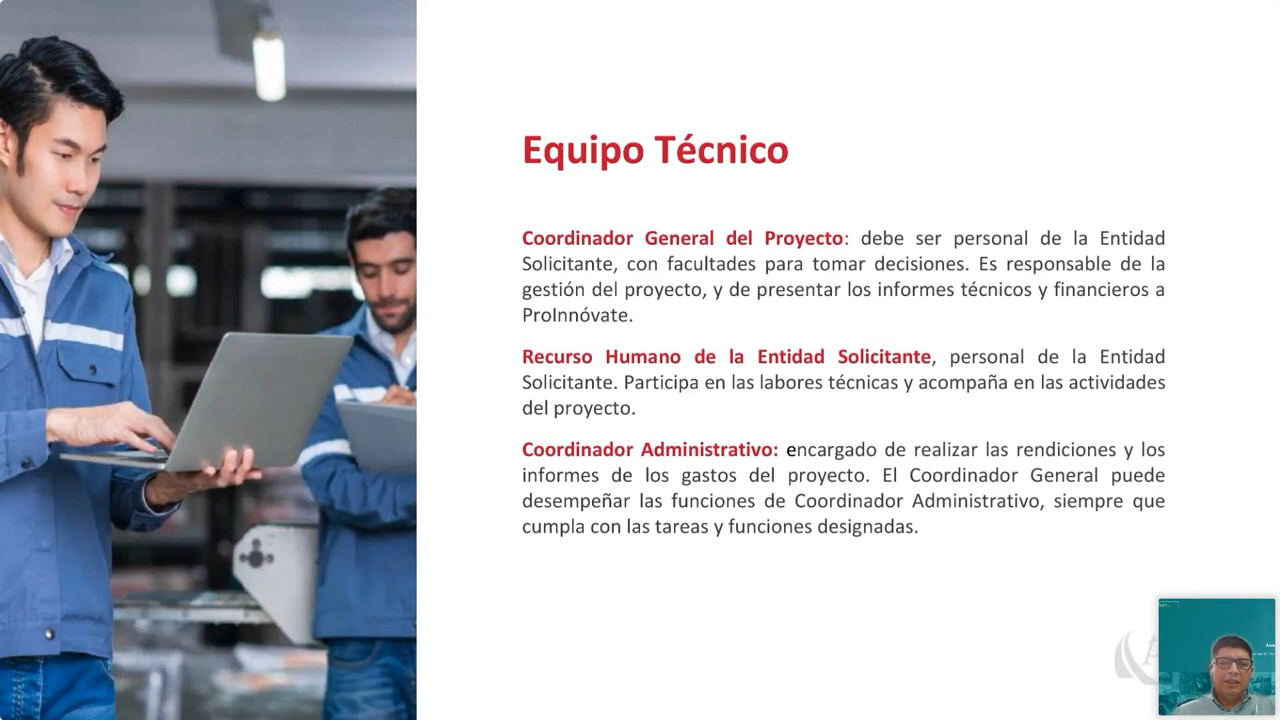 Equipo Técnico
Coordinador General del Proyecto: debe ser personal de la Entidad
Solicitante, con facultades para tomar decisiones. Es responsable de la
gestión del proyecto, y de presentar los informes técnicos y financieros a
ProInnóvate.
Recurso Humano de la Entidad Solicitante, personal de la Entidad
Solicitante. Participa en las labores técnicas y acompaña en las actividades
del proyecto.
Coordinador Administrativo: encargado de realizar las rendiciones y los
informes de los gastos del proyecto. El Coordinador General puede
desempeñar las funciones de Coordinador Administrativo, siempre que
cumpla con las tareas y funciones designadas.